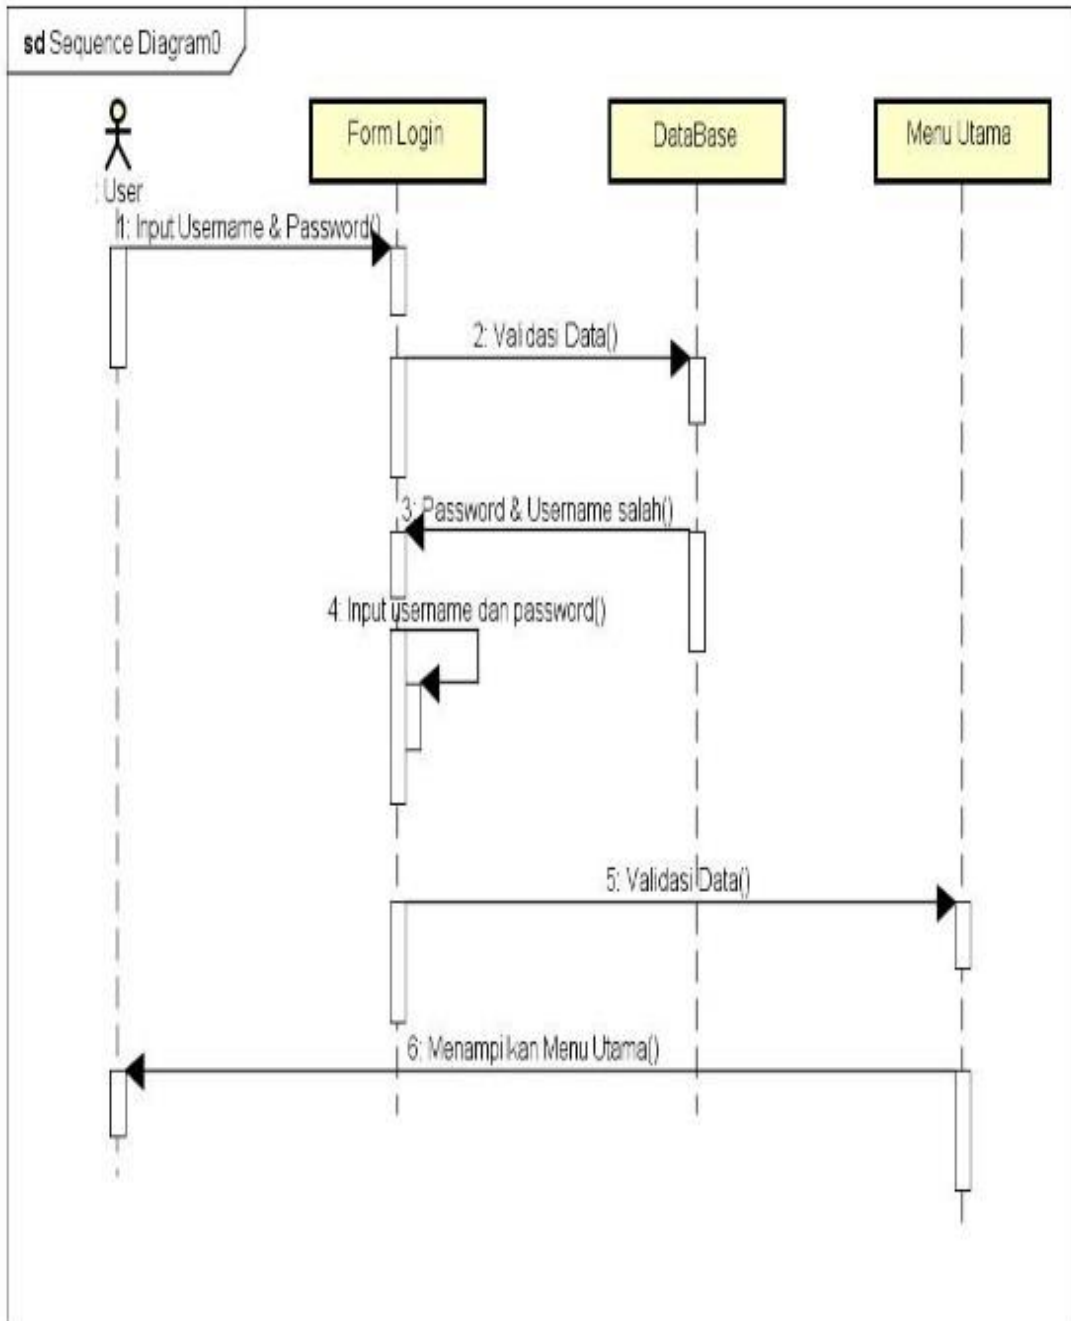 sd Sequence Diagram0
Form Login
DataBase
Menu Utama
: User
1: Input Username & Password()
2: Validasi Data()
3: Password & Username salah()
4: Input username dan password()
5: Validasi Data()
6: Menampilkan Menu Utama()